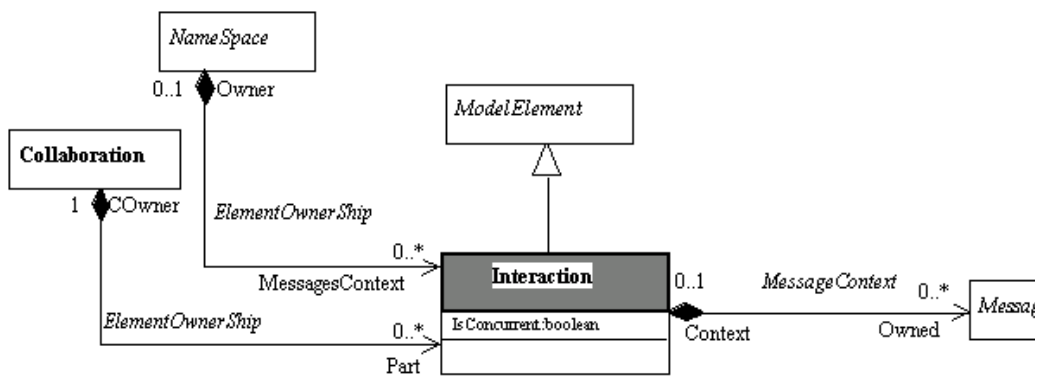 NameSpace
0..1 Owner
ModelElement
Collaboration
1 COwner
ElementOwnerShip
0..*
MessagesContext
Interaction
0..1
MessageContext
0..*
ElementOwnerShip
0..*
IsConcurrent:boolean
Context
Owned
Part